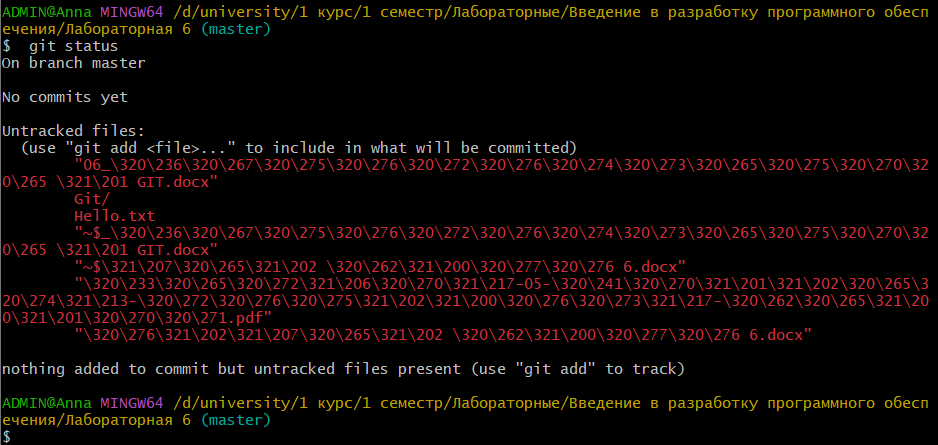 ADMIN@Anna MINGW64 /d/university/1 курс/1 семестр/Лабораторные/Введение в разработку программного обесп
ечения/Лабораторная 6 (master)
$  git status
On branch master
No commits yet
Untracked files:
  (use "git add <file>..." to include in what will be committed)
        "06_\320\236\320\267\320\275\320\276\320\272\320\276\320\274\320\273\320\265\320\275\320\270\32
0\265 \321\201 GIT.docx"
        Git/
        Hello.txt
        "~$_\320\236\320\267\320\275\320\276\320\272\320\276\320\274\320\273\320\265\320\275\320\270\32
0\265 \321\201 GIT.docx"
        "~$\321\207\320\265\321\202 \320\262\321\200\320\277\320\276 6.docx"
        "\320\233\320\265\320\272\321\206\320\270\321\217-05-\320\241\320\270\321\201\321\202\320\265\3
20\274\321\213-\320\272\320\276\320\275\321\202\321\200\320\276\320\273\321\217-\320\262\320\265\321\20
0\321\201\320\270\320\271.pdf"
        "\320\276\321\202\321\207\320\265\321\202 \320\262\321\200\320\277\320\276 6.docx"
nothing added to commit but untracked files present (use "git add" to track)
ADMIN@Anna MINGW64 /d/university/1 курс/1 семестр/Лабораторные/Введение в разработку программного обесп
ечения/Лабораторная 6 (master)
$